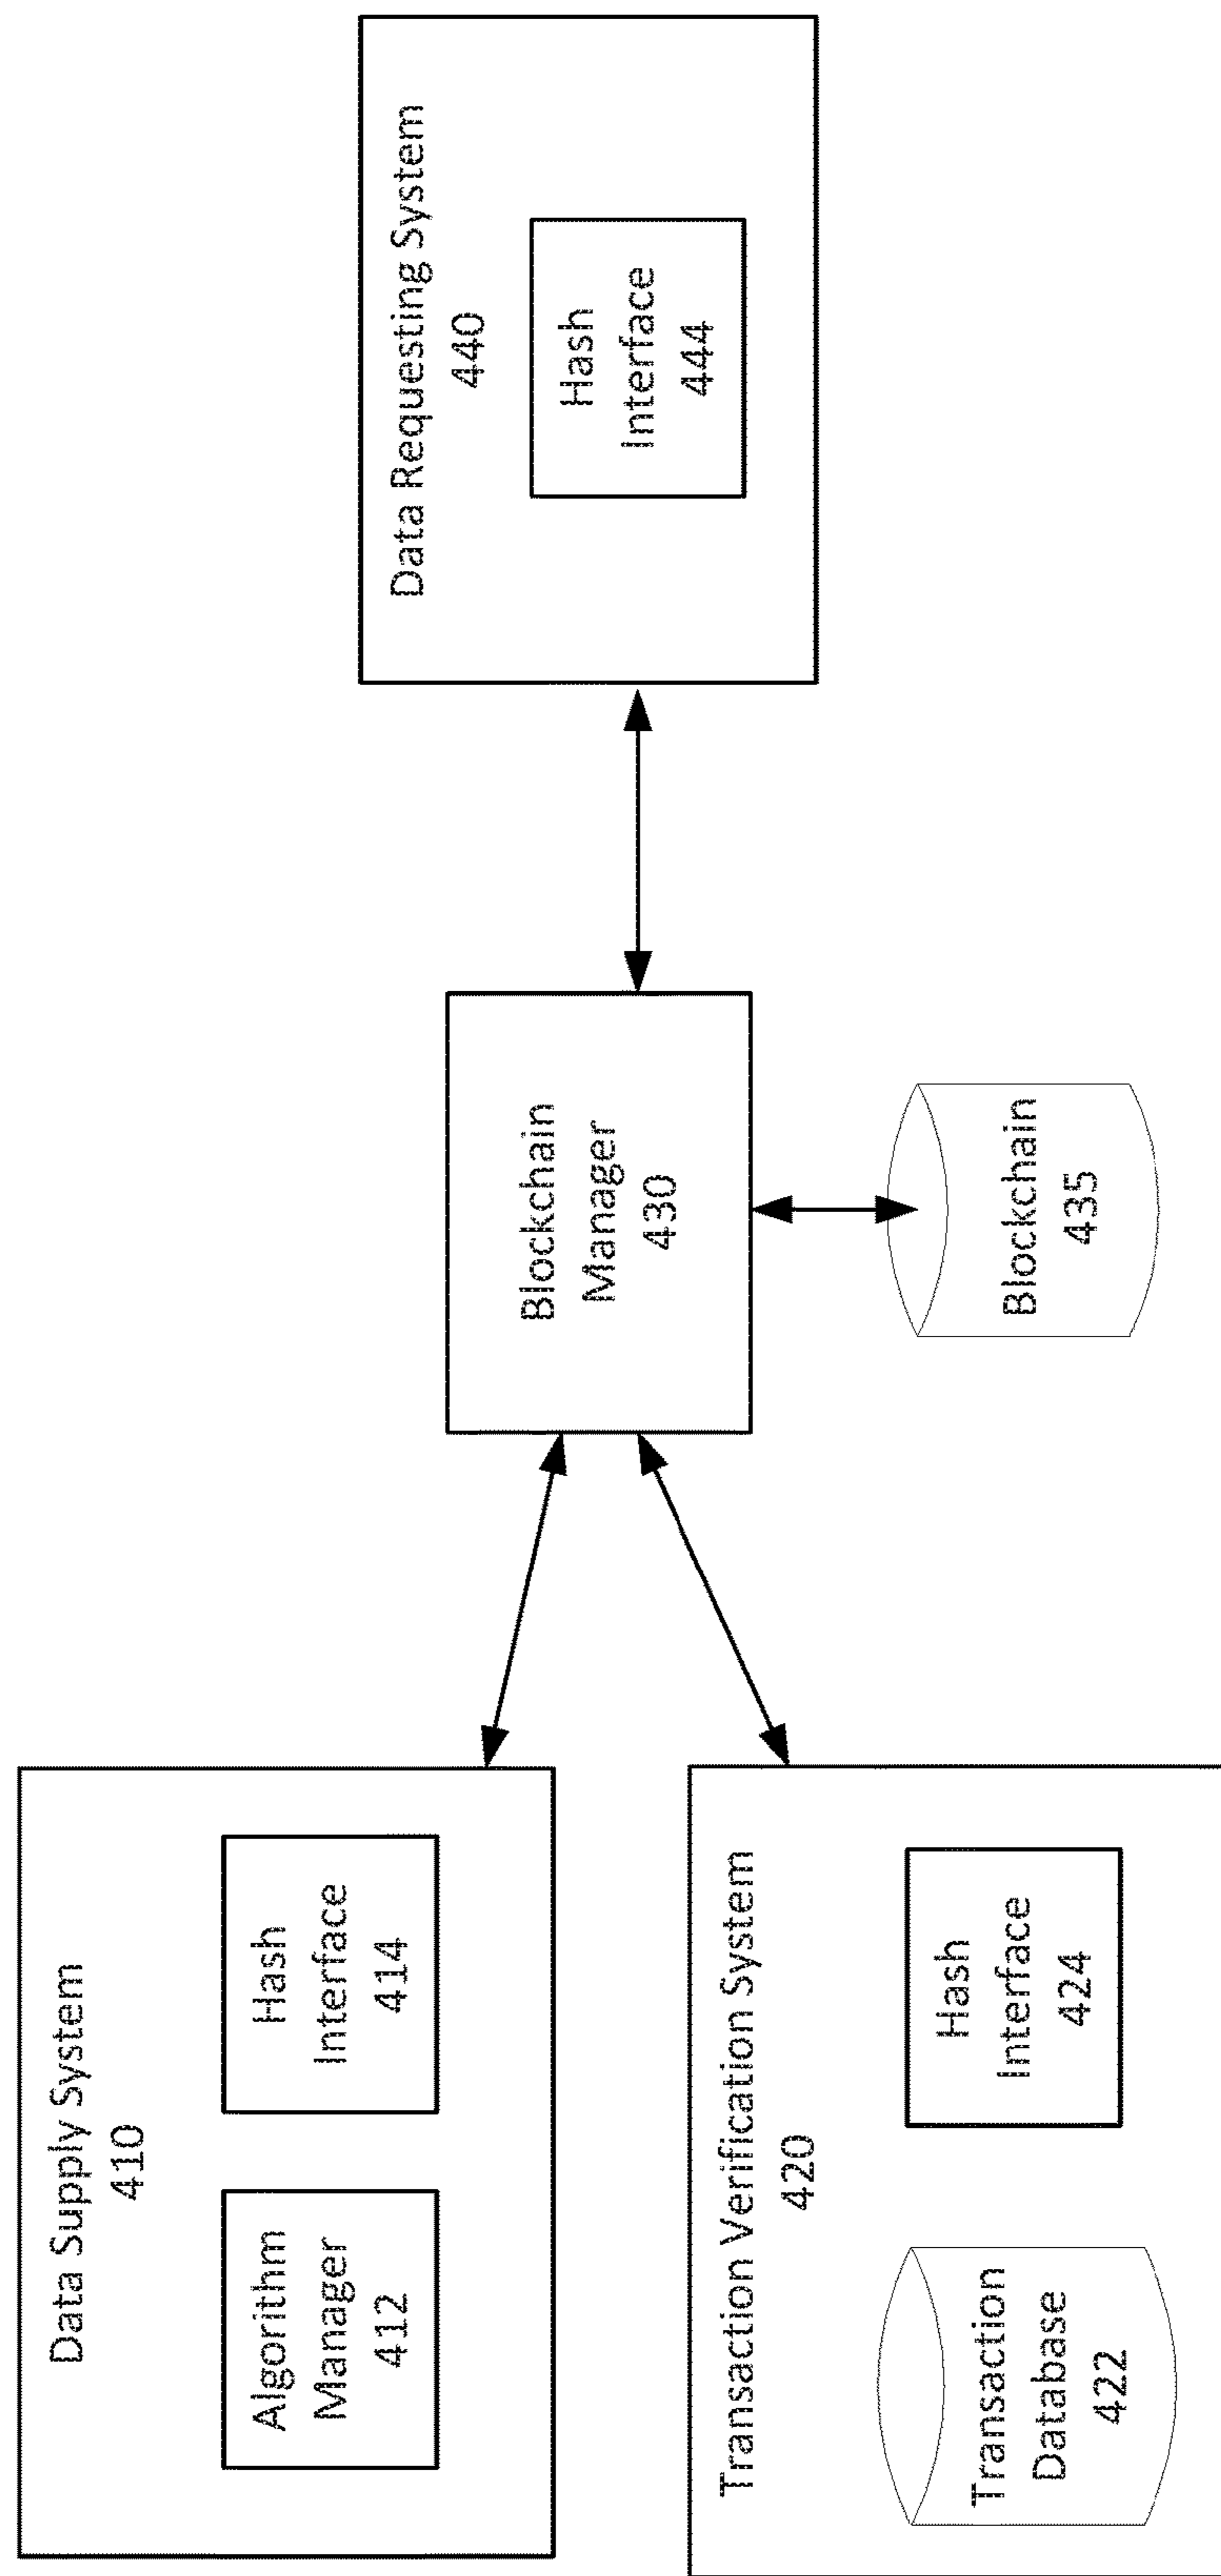 Data Supply System
410
Algorithm
Manager
412
Hash
Interface
414
Transaction Verification System
420
Transaction
Database
422
Hash
Interface
424
Blockchain
Manager
430
Blockchain
435
Data Requesting System
440
Hash
Interface
444